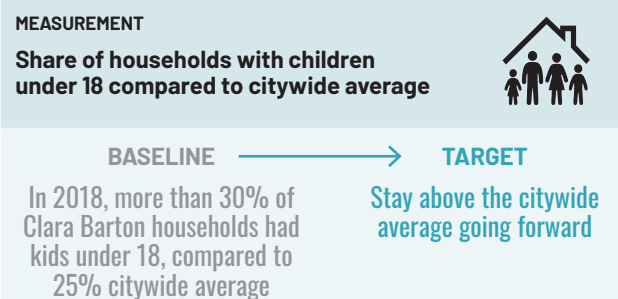 MEASUREMENT
Share of households with children
under 18 compared to citywide average
BASELINE
TARGET
In 2018, more than 30% of
Clara Barton households had
kids under 18, compared to
25% citywide average
Stay above the citywide
average going forward